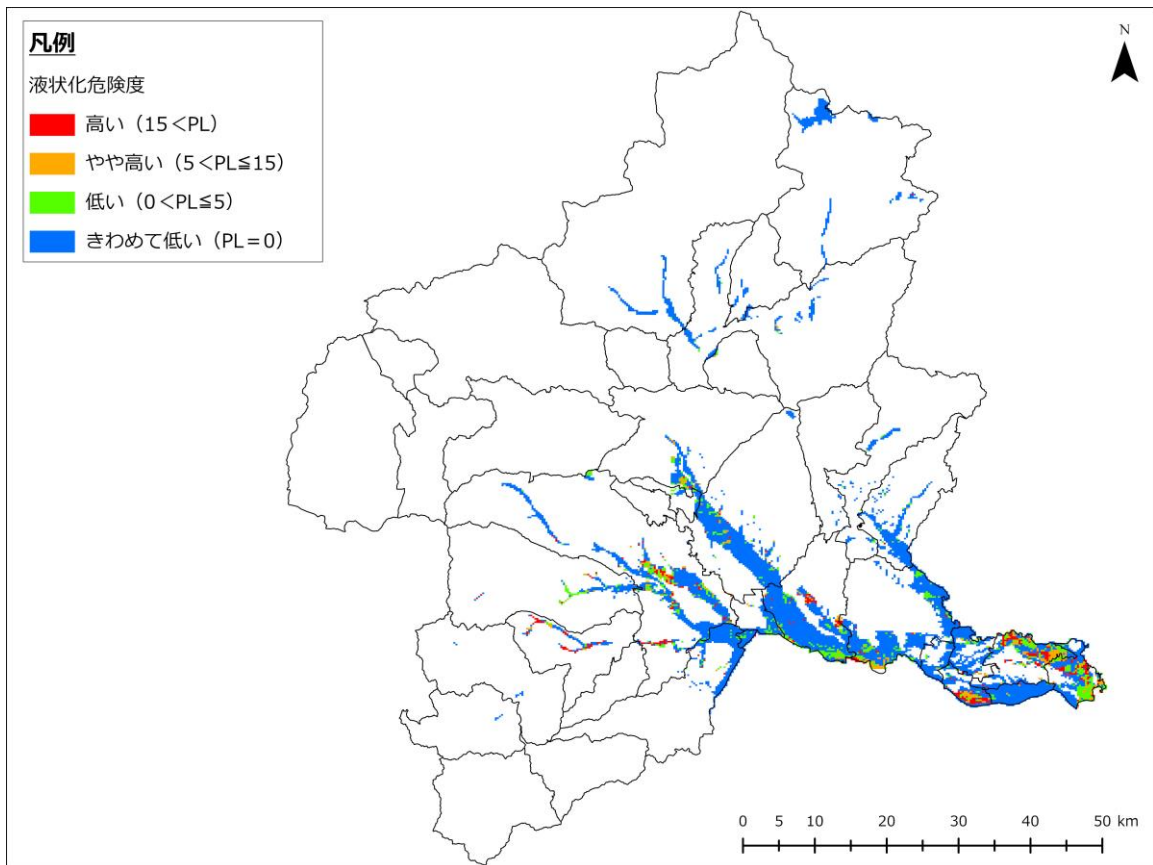 凡例
液状化危険度
高い（15＜PL）
やや高い（5＜PL≦15）
低い（0＜PL≦5）
きわめて低い（PL＝0）
N
0 5 10 20 30 40 50 km